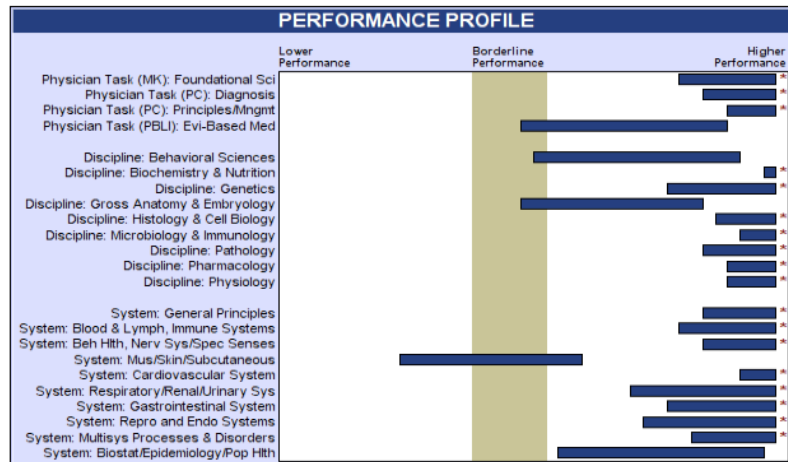 PERFORMANCE PROFILE
Lower Performance
Borderline Performance
Higher Performance
Physician Task (MK): Foundational Sci *
Physician Task (PC): Diagnosis *
Physician Task (PC): Principles/Mngmt *
Physician Task (PBLI): Evi-Based Med
Discipline: Behavioral Sciences
Discipline: Biochemistry & Nutrition *
Discipline: Genetics *
Discipline: Gross Anatomy & Embryology
Discipline: Histology & Cell Biology *
Discipline: Microbiology & Immunology *
Discipline: Pathology *
Discipline: Pharmacology *
Discipline: Physiology *
System: General Principles *
System: Blood & Lymph, Immune Systems *
System: Beh Hlth, Nerv Sys/Spec Senses *
System: Mus/Skin/Subcutaneous
System: Cardiovascular System *
System: Respiratory/Renal/Urinary Sys *
System: Gastrointestinal System *
System: Repro and Endo Systems *
System: Multisys Processes & Disorders *
System: Biostat/Epidemiology/Pop Hlth